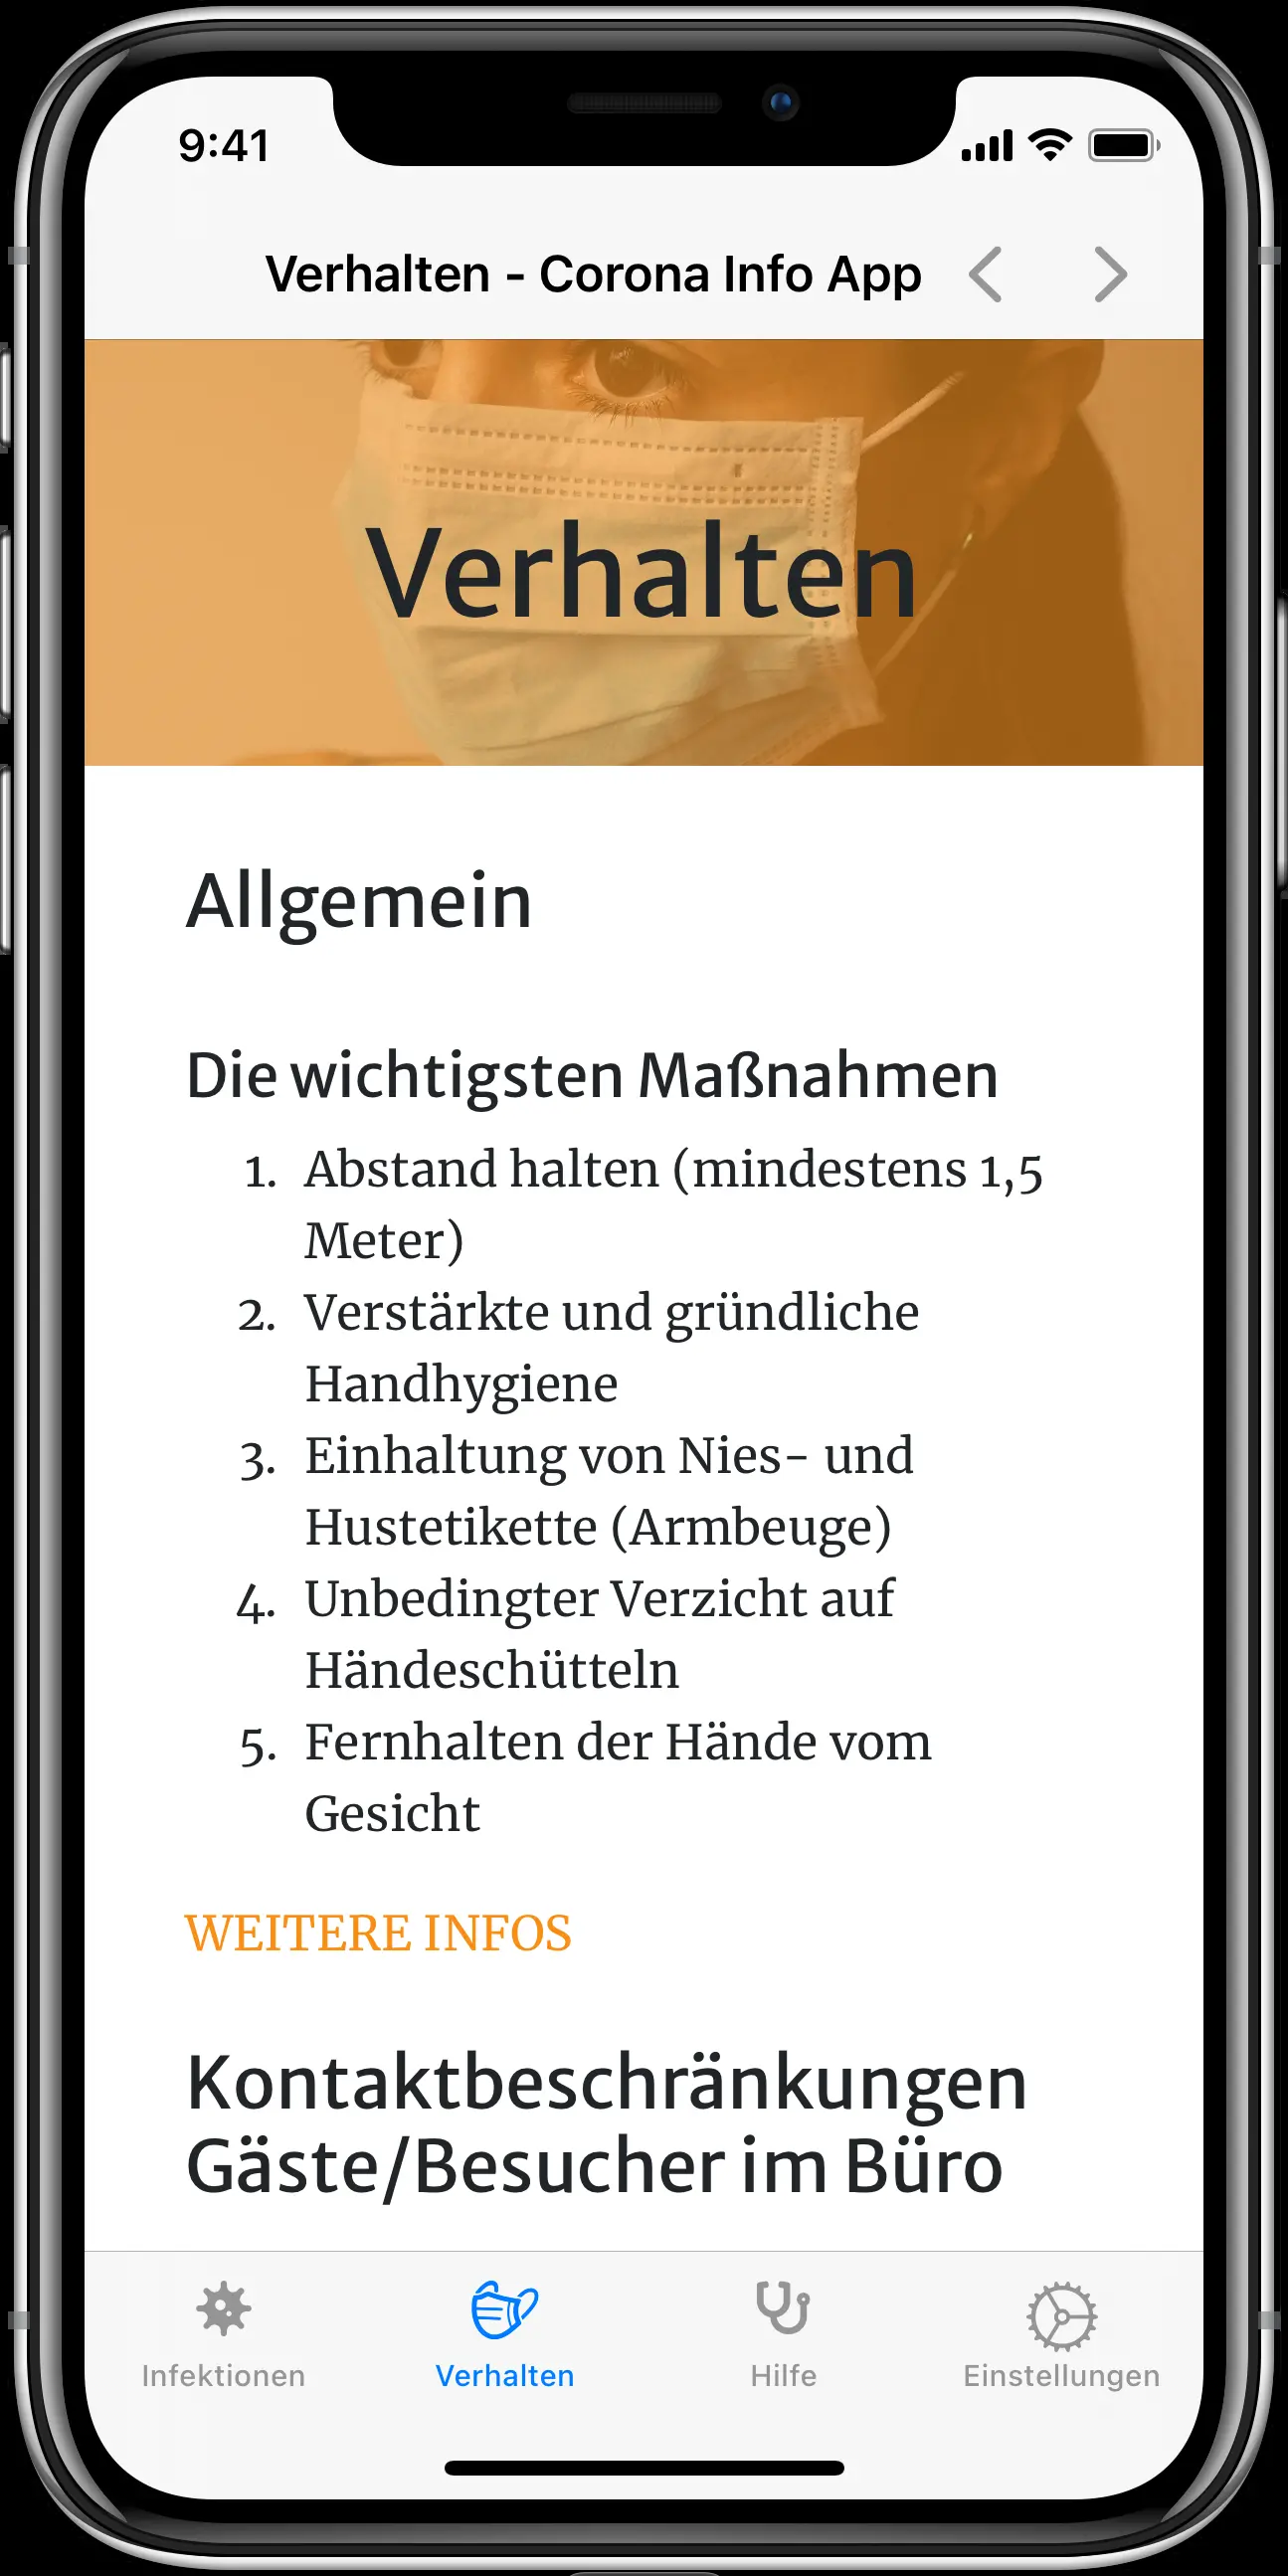 9:41
Verhalten - Corona Info App
Verhalten
Allgemein
Die wichtigsten Maßnahmen
1. Abstand halten (mindestens 1,5
Meter)
2. Verstärkte und gründliche
Handhygiene
3. Einhaltung von Nies- und
Hustetikette (Armbeuge)
4. Unbedingter Verzicht auf
Händeschütteln
5. Fernhalten der Hände vom
Gesicht
WEITERE INFOS
Kontaktbeschränkungen
Gäste/Besucher im Büro
Infektionen
Verhalten
Hilfe
Einstellungen